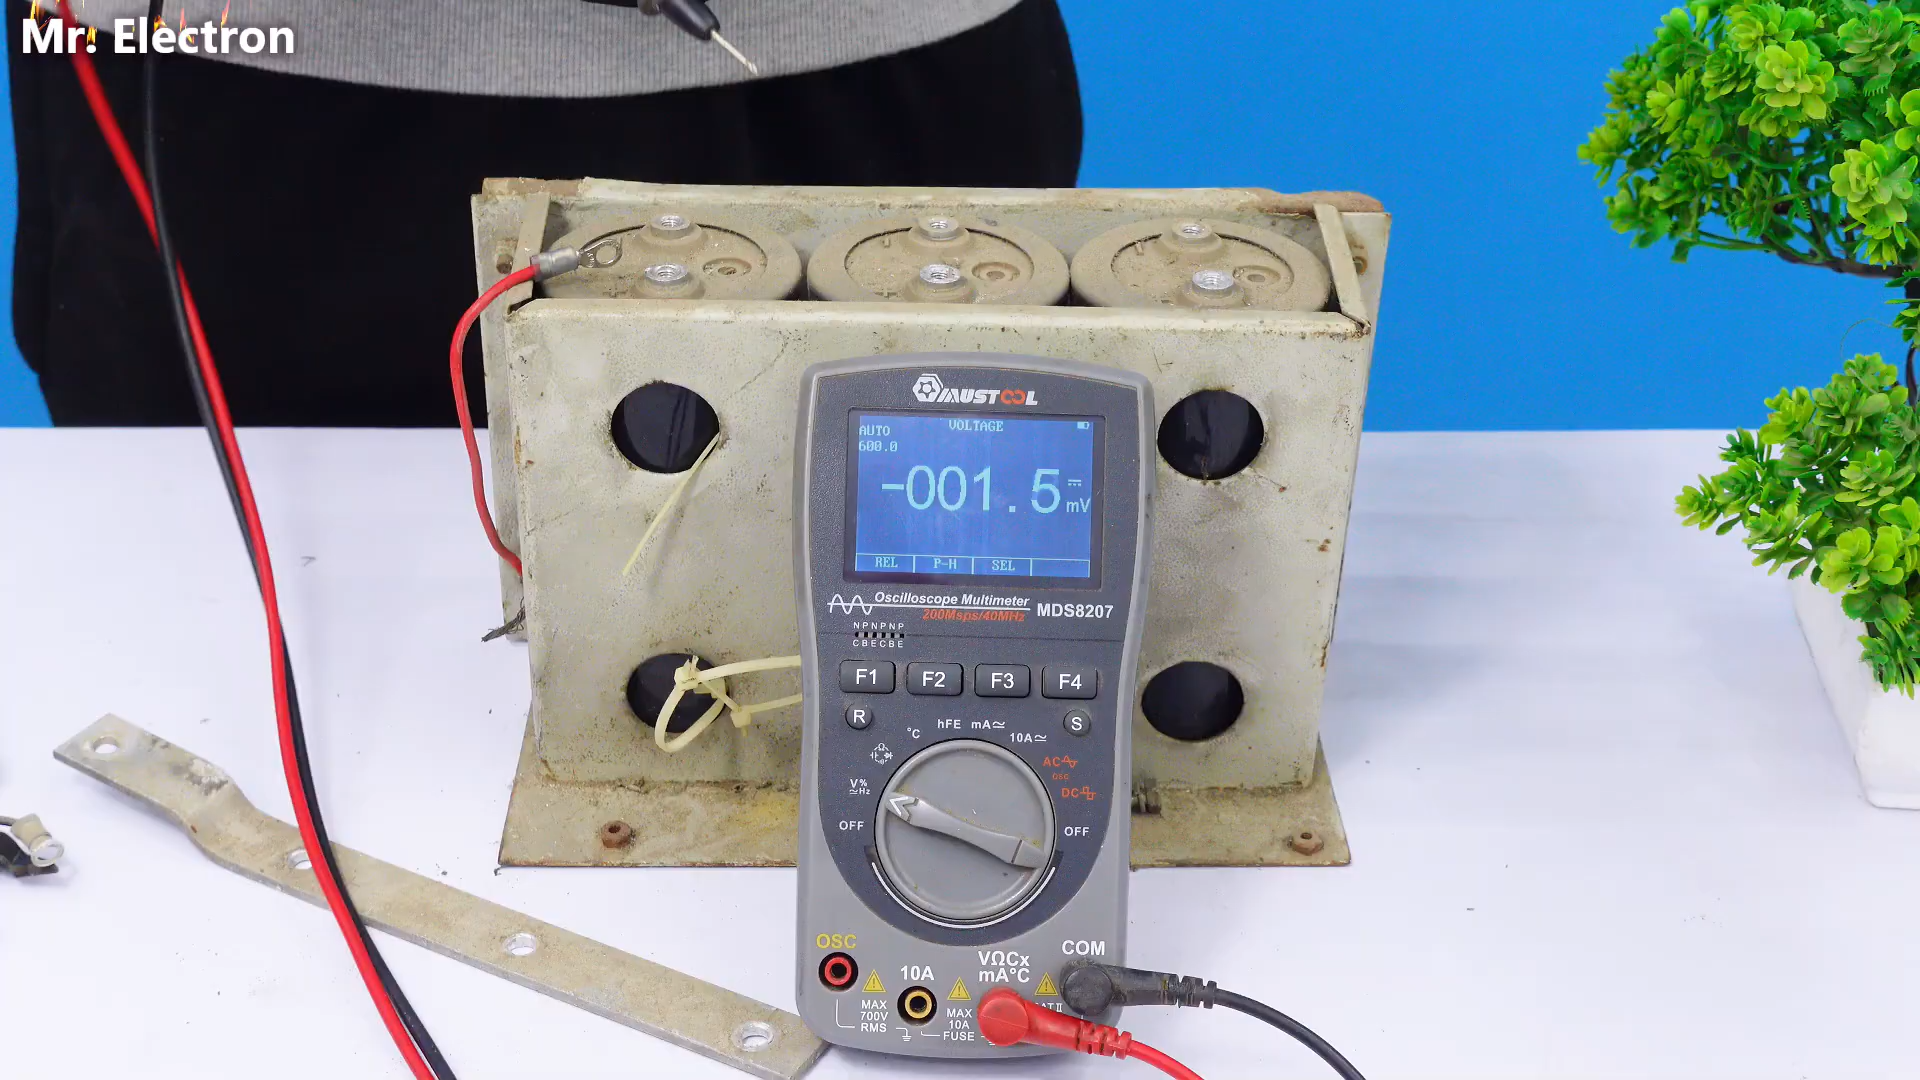 Mr. Electron
MUSTOOL
AUTO
VOLTAGE
600.0
-001.5
mV
REL P-H SEL
Oscilloscope Multimeter
200Msps/40MHz
MDS8207
NPNPNP
CBECBE
F1 F2 F3 F4
R
S
°C
hFE
mA≂
10A≂
V%
≂Hz
AC
OSC
DC
OFF
OFF
OSC
10A
VΩCx
mA°C
COM
MAX
700V
RMS
MAX
10A
FUSE